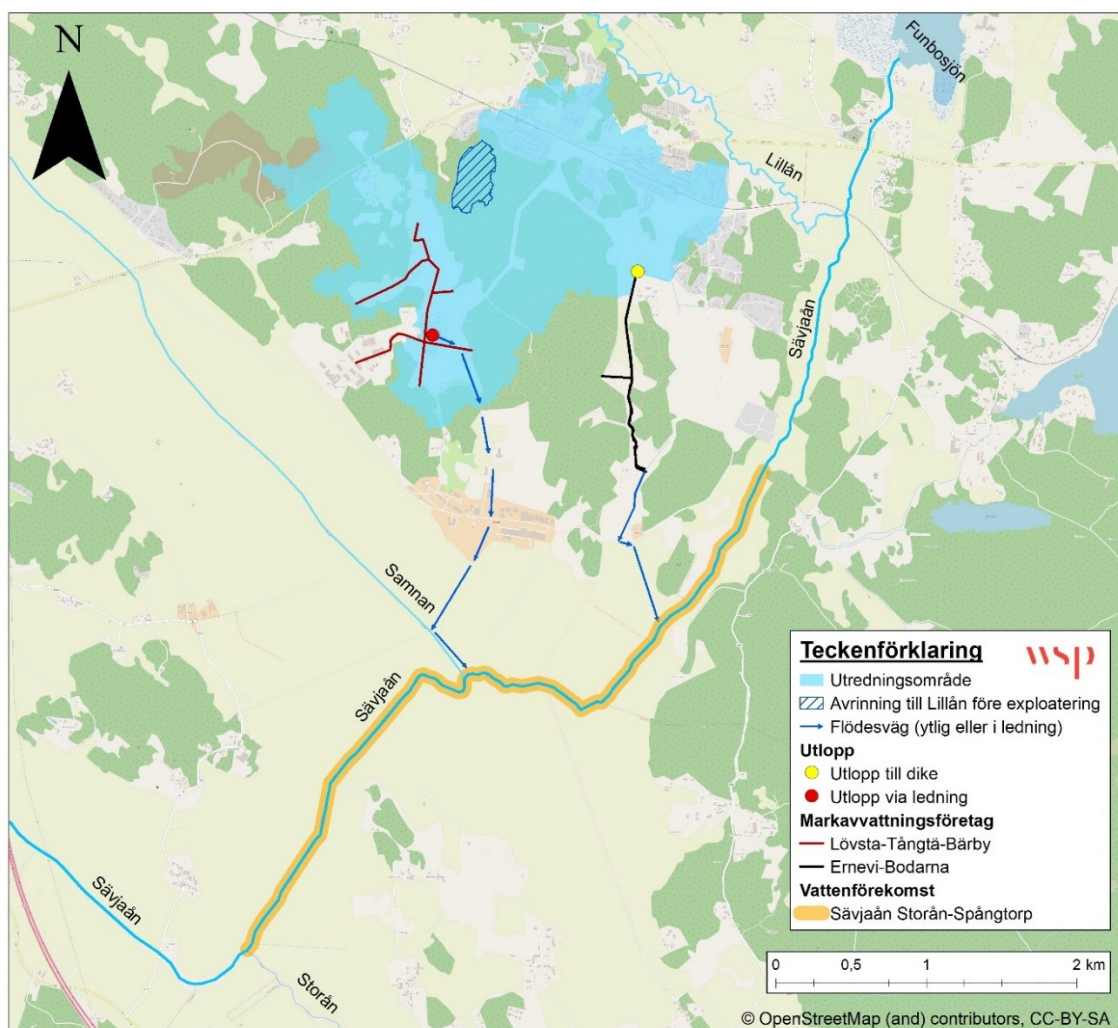 N
Funbosjön
Lillån
Sävjaån
Samnan
Sävjaån
Sävjaån
Storån
Teckenförklaring
wsp
Utredningsområde
Avrinning till Lillån före exploatering
Flödesväg (ytlig eller i ledning)
Utlopp
Utlopp till dike
Utlopp via ledning
Markavvattningsföretag
Lövsta-Tångtä-Bärby
Ernevi-Bodarna
Vattenförekomst
Sävjaån Storån-Spångtorp
0 0,5 1 2 km
© OpenStreetMap (and) contributors, CC-BY-SA